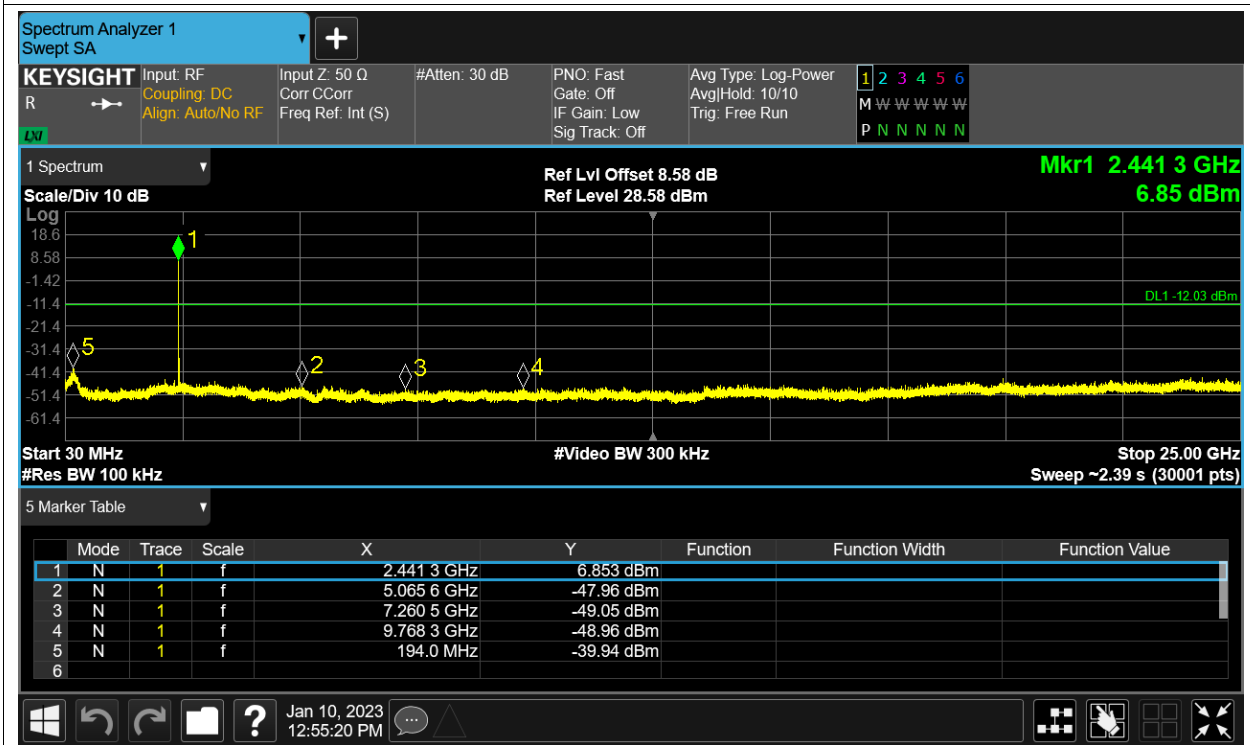 Spectrum Analyzer 1
Swept SA
KEYSIGHT Input: RF Input Z: 50 Ω #Atten: 30 dB PNO: Fast Avg Type: Log-Power 1 2 3 4 5 6
R Coupling: DC Corr CCorr Gate: Off Avg|Hold: 10/10 M W W W W W
Align: Auto/No RF Freq Ref: Int (S) IF Gain: Low Trig: Free Run
LXI Sig Track: Off P N N N N N
1 Spectrum Ref Lvl Offset 8.58 dB Mkr1 2.441 3 GHz
Scale/Div 10 dB Ref Level 28.58 dBm 6.85 dBm
Log
18.6 1
8.58
-1.42
-11.4 DL1 -12.03 dBm
-21.4
-31.4 5
-41.4 2 3 4
-51.4
-61.4
Start 30 MHz #Video BW 300 kHz Stop 25.00 GHz
#Res BW 100 kHz Sweep ~2.39 s (30001 pts)
5 Marker Table
Mode Trace Scale X Y Function Function Width Function Value
1 N 1 f 2.441 3 GHz 6.853 dBm
2 N 1 f 5.065 6 GHz -47.96 dBm
3 N 1 f 7.260 5 GHz -49.05 dBm
4 N 1 f 9.768 3 GHz -48.96 dBm
5 N 1 f 194.0 MHz -39.94 dBm
6
? Jan 10, 2023
12:55:20 PM